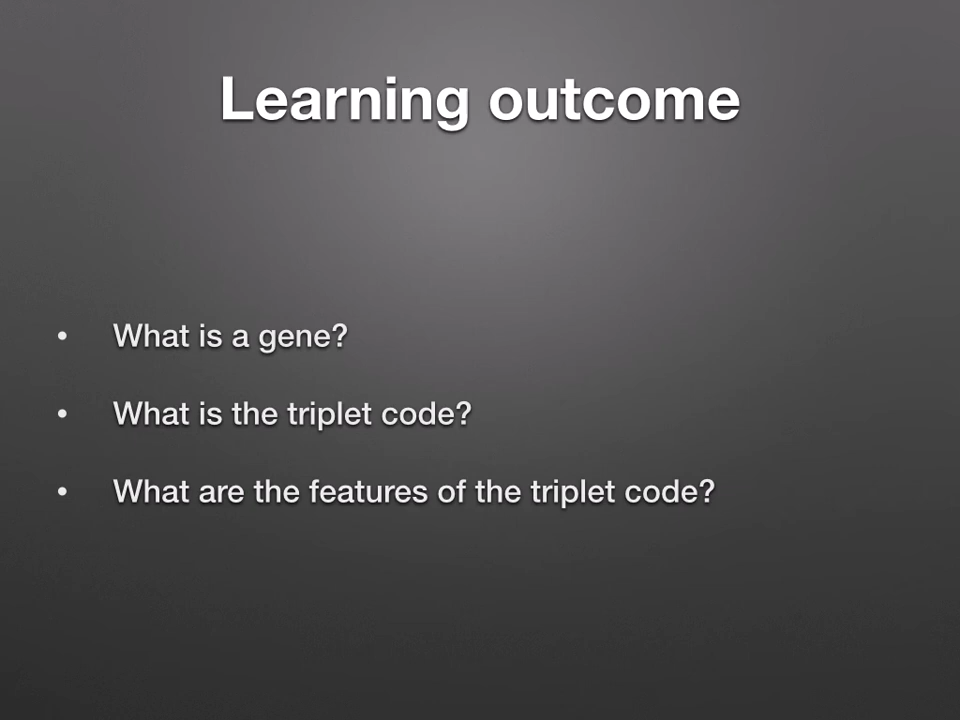 Learning outcome
• What is a gene?
• What is the triplet code?
• What are the features of the triplet code?